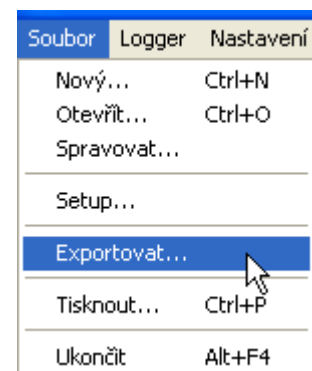 Soubor Logger Nastavení
Nový... Ctrl+N
Otevřít... Ctrl+O
Spravovat...
Setup...
Exportovat...
Tisknout... Ctrl+P
Ukončit Alt+F4